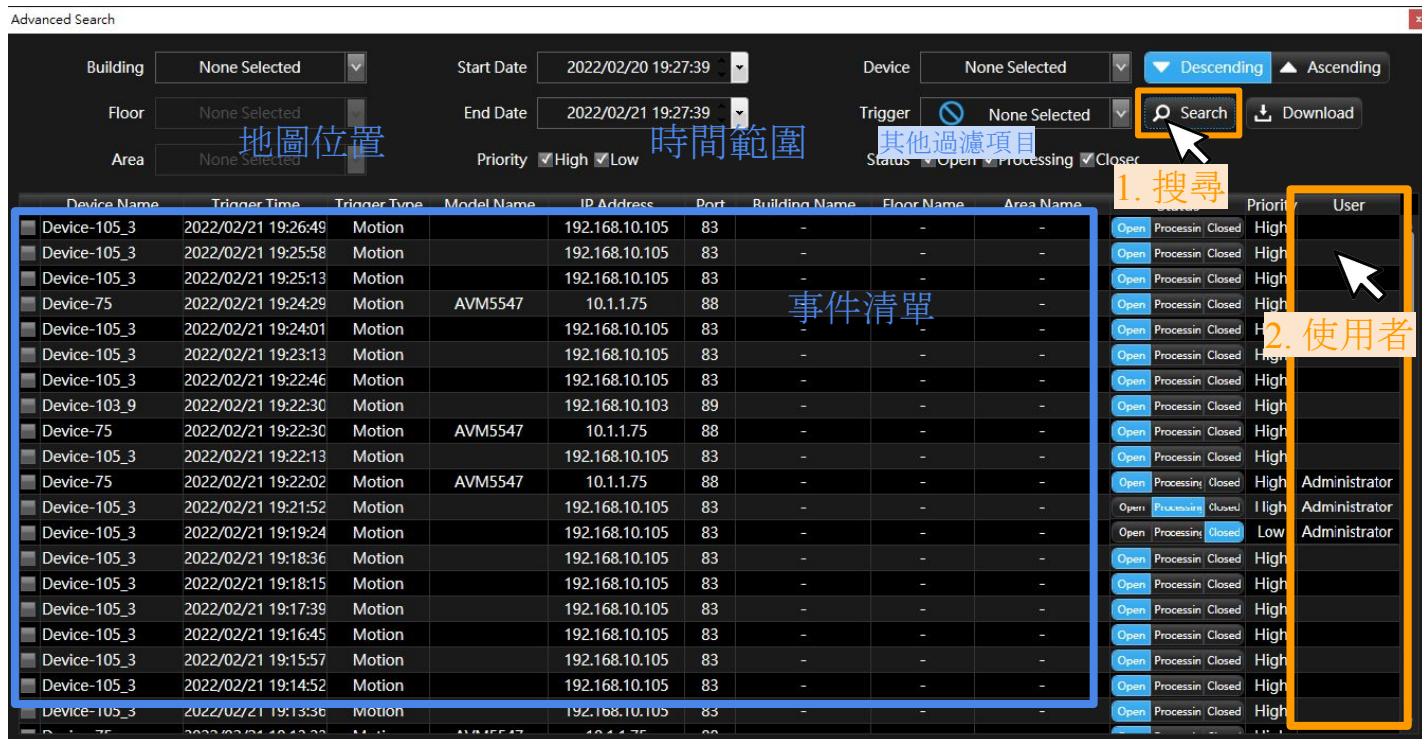 Advanced Search
x
Building None Selected Start Date 2022/02/20 19:27:39 Device None Selected Descending Ascending
Floor None Selected End Date 2022/02/21 19:27:39 Trigger None Selected Search Download
地圖位置 時間範圍 其他過濾項目
Area None Selected Priority High Low Status Open Processing Closed
1. 搜尋
Device Name Trigger Time Trigger Type Model Name IP Address Port Building Name Floor Name Area Name Status Priority User
Device-105_3 2022/02/21 19:26:49 Motion 192.168.10.105 83 - - - Open Processin Closed High
Device-105_3 2022/02/21 19:25:58 Motion 192.168.10.105 83 - - - Open Processin Closed High
Device-105_3 2022/02/21 19:25:13 Motion 192.168.10.105 83 - - - Open Processin Closed High
Device-75 2022/02/21 19:24:29 Motion AVM5547 10.1.1.75 88 - - - Open Processin Closed High
事件清單
Device-105_3 2022/02/21 19:24:01 Motion 192.168.10.105 83 - - - Open Processin Closed
2. 使用者
Device-105_3 2022/02/21 19:23:13 Motion 192.168.10.105 83 - - - Open Processin Closed High
Device-105_3 2022/02/21 19:22:46 Motion 192.168.10.105 83 - - - Open Processin Closed High
Device-103_9 2022/02/21 19:22:30 Motion 192.168.10.103 89 - - - Open Processin Closed High
Device-75 2022/02/21 19:22:30 Motion AVM5547 10.1.1.75 88 - - - Open Processin Closed High
Device-105_3 2022/02/21 19:22:13 Motion 192.168.10.105 83 - - - Open Processin Closed High
Device-75 2022/02/21 19:22:02 Motion AVM5547 10.1.1.75 88 - - - Open Processing Closed High Administrator
Device-105_3 2022/02/21 19:21:52 Motion 192.168.10.105 83 - - - Open Processing Closed High Administrator
Device-105_3 2022/02/21 19:19:24 Motion 192.168.10.105 83 - - - Open Processing Closed Low Administrator
Device-105_3 2022/02/21 19:18:36 Motion 192.168.10.105 83 - - - Open Processin Closed High
Device-105_3 2022/02/21 19:18:15 Motion 192.168.10.105 83 - - - Open Processin Closed High
Device-105_3 2022/02/21 19:17:39 Motion 192.168.10.105 83 - - - Open Processin Closed High
Device-105_3 2022/02/21 19:16:45 Motion 192.168.10.105 83 - - - Open Processin Closed High
Device-105_3 2022/02/21 19:15:57 Motion 192.168.10.105 83 - - - Open Processin Closed High
Device-105_3 2022/02/21 19:14:52 Motion 192.168.10.105 83 - - - Open Processin Closed High
Device-105_3 2022/02/21 19:13:36 Motion 192.168.10.105 83 - - - Open Processin Closed High